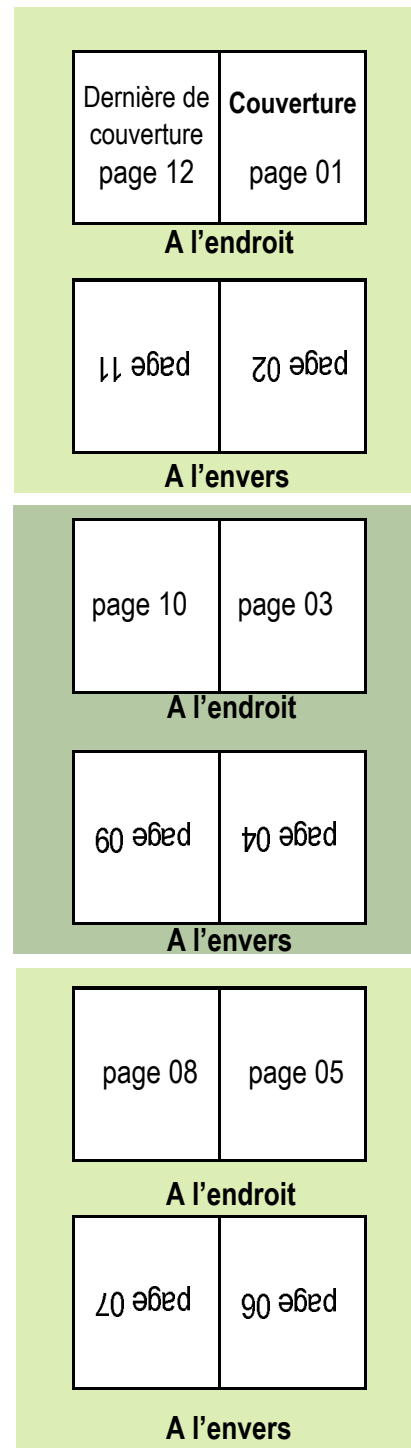 Dernière de
couverture
page 12
Couverture
page 01
A l’endroit
page 11
page 02
A l’envers
page 10
page 03
A l’endroit
page 09
page 04
A l’envers
page 08
page 05
A l’endroit
page 07
page 06
A l’envers